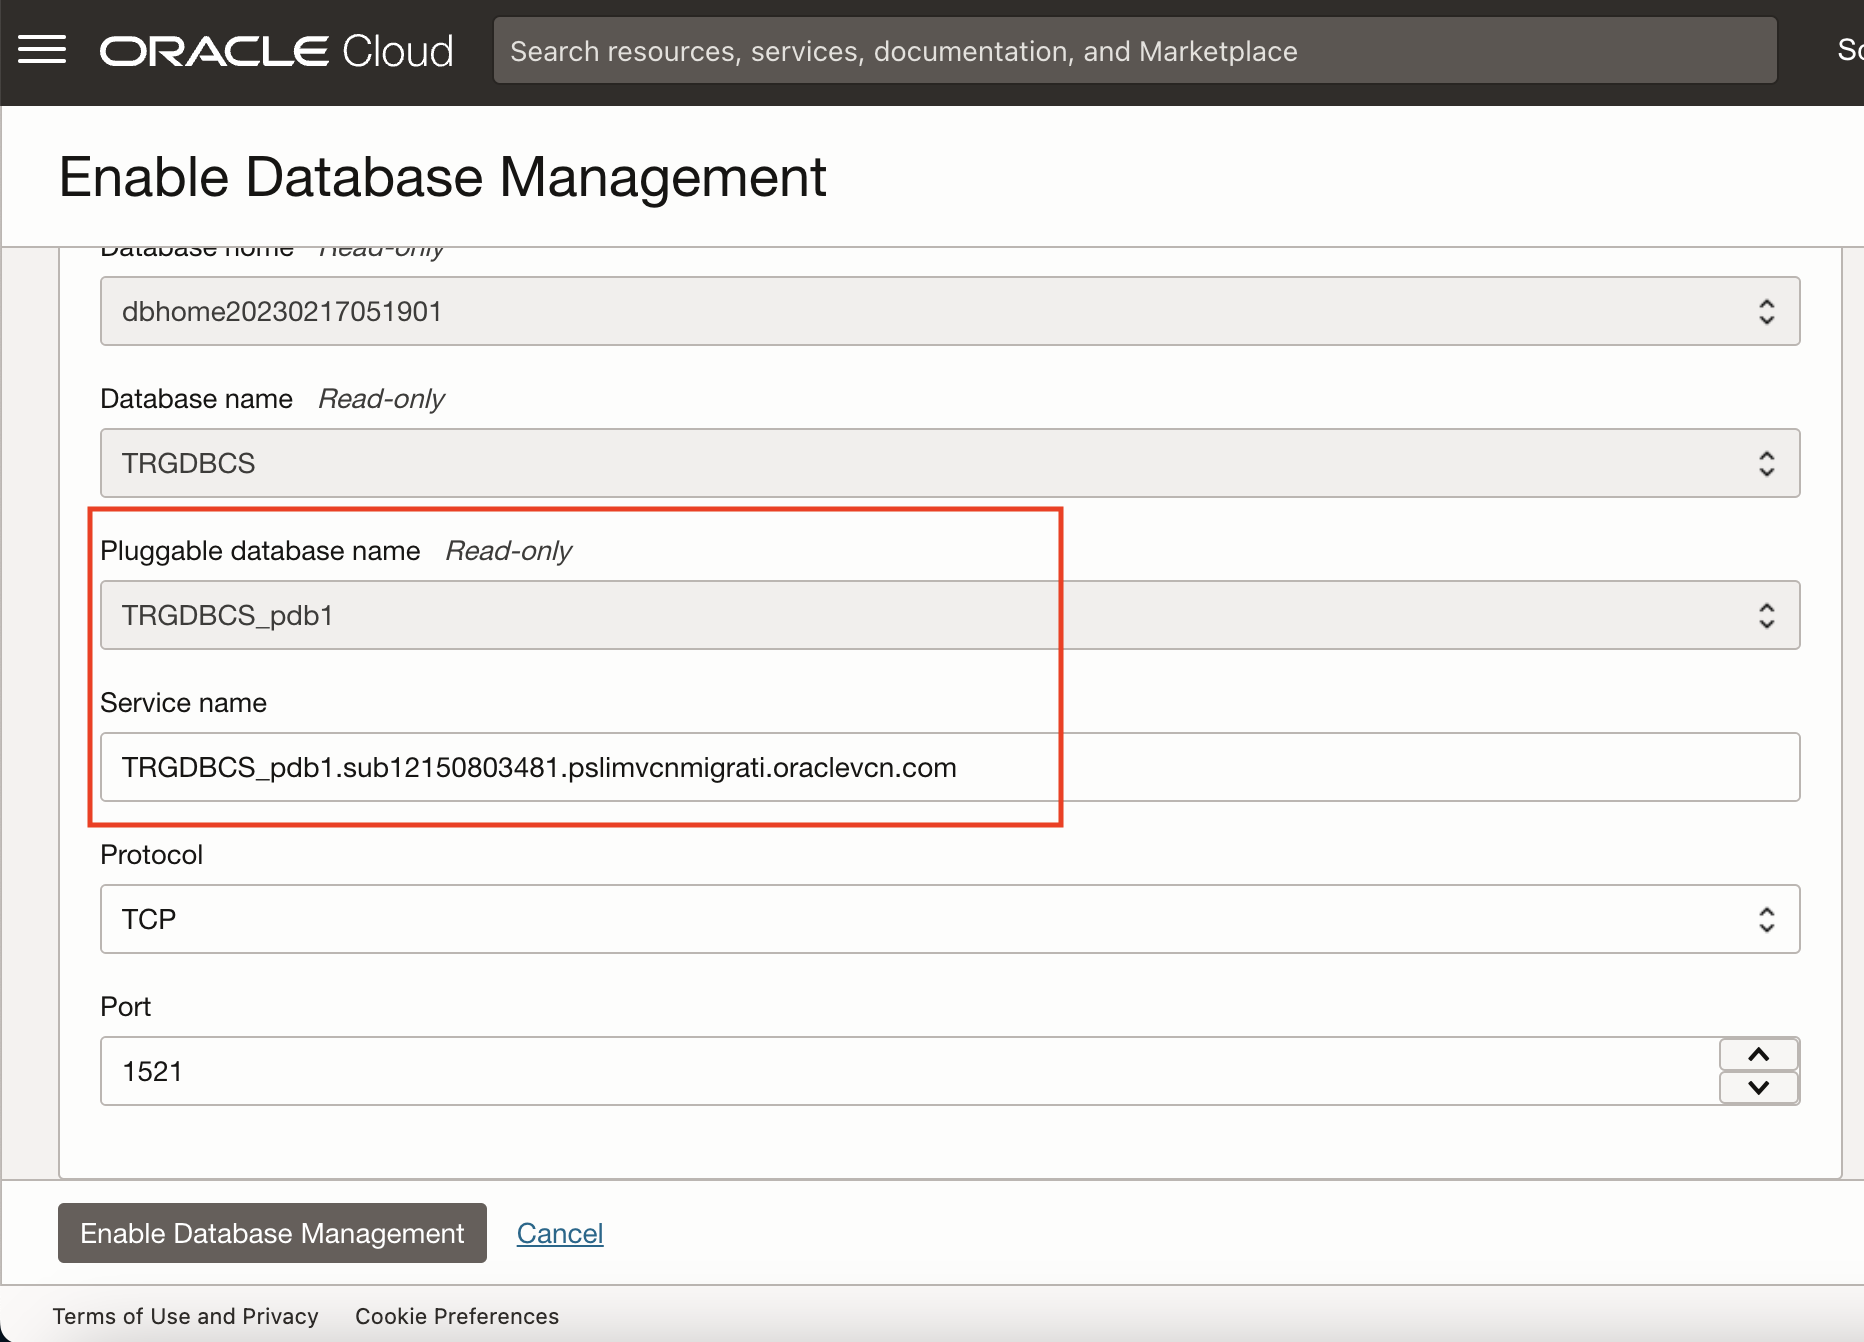 ORACLE Cloud
Search resources, services, documentation, and Marketplace
Enable Database Management
Database home Read-only
dbhome20230217051901
Database name Read-only
TRGDBCS
Pluggable database name Read-only
TRGDBCS_pdb1
Service name
TRGDBCS_pdb1.sub12150803481.pslimvcnmigrati.oraclevcn.com
Protocol
TCP
Port
1521
Enable Database Management Cancel
Terms of Use and Privacy Cookie Preferences